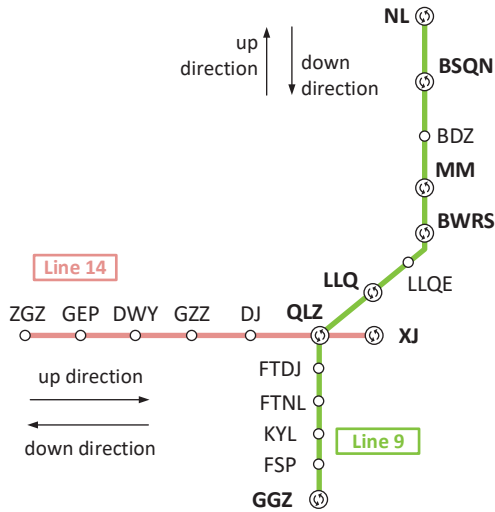 NL
up
direction
down
direction
BSQN
BDZ
MM
BWRS
Line 14
LLQ
LLQE
ZGZ GEP DWY GZZ DJ QLZ
XJ
FTDJ
up direction
FTNL
down direction
KYL
Line 9
FSP
GGZ